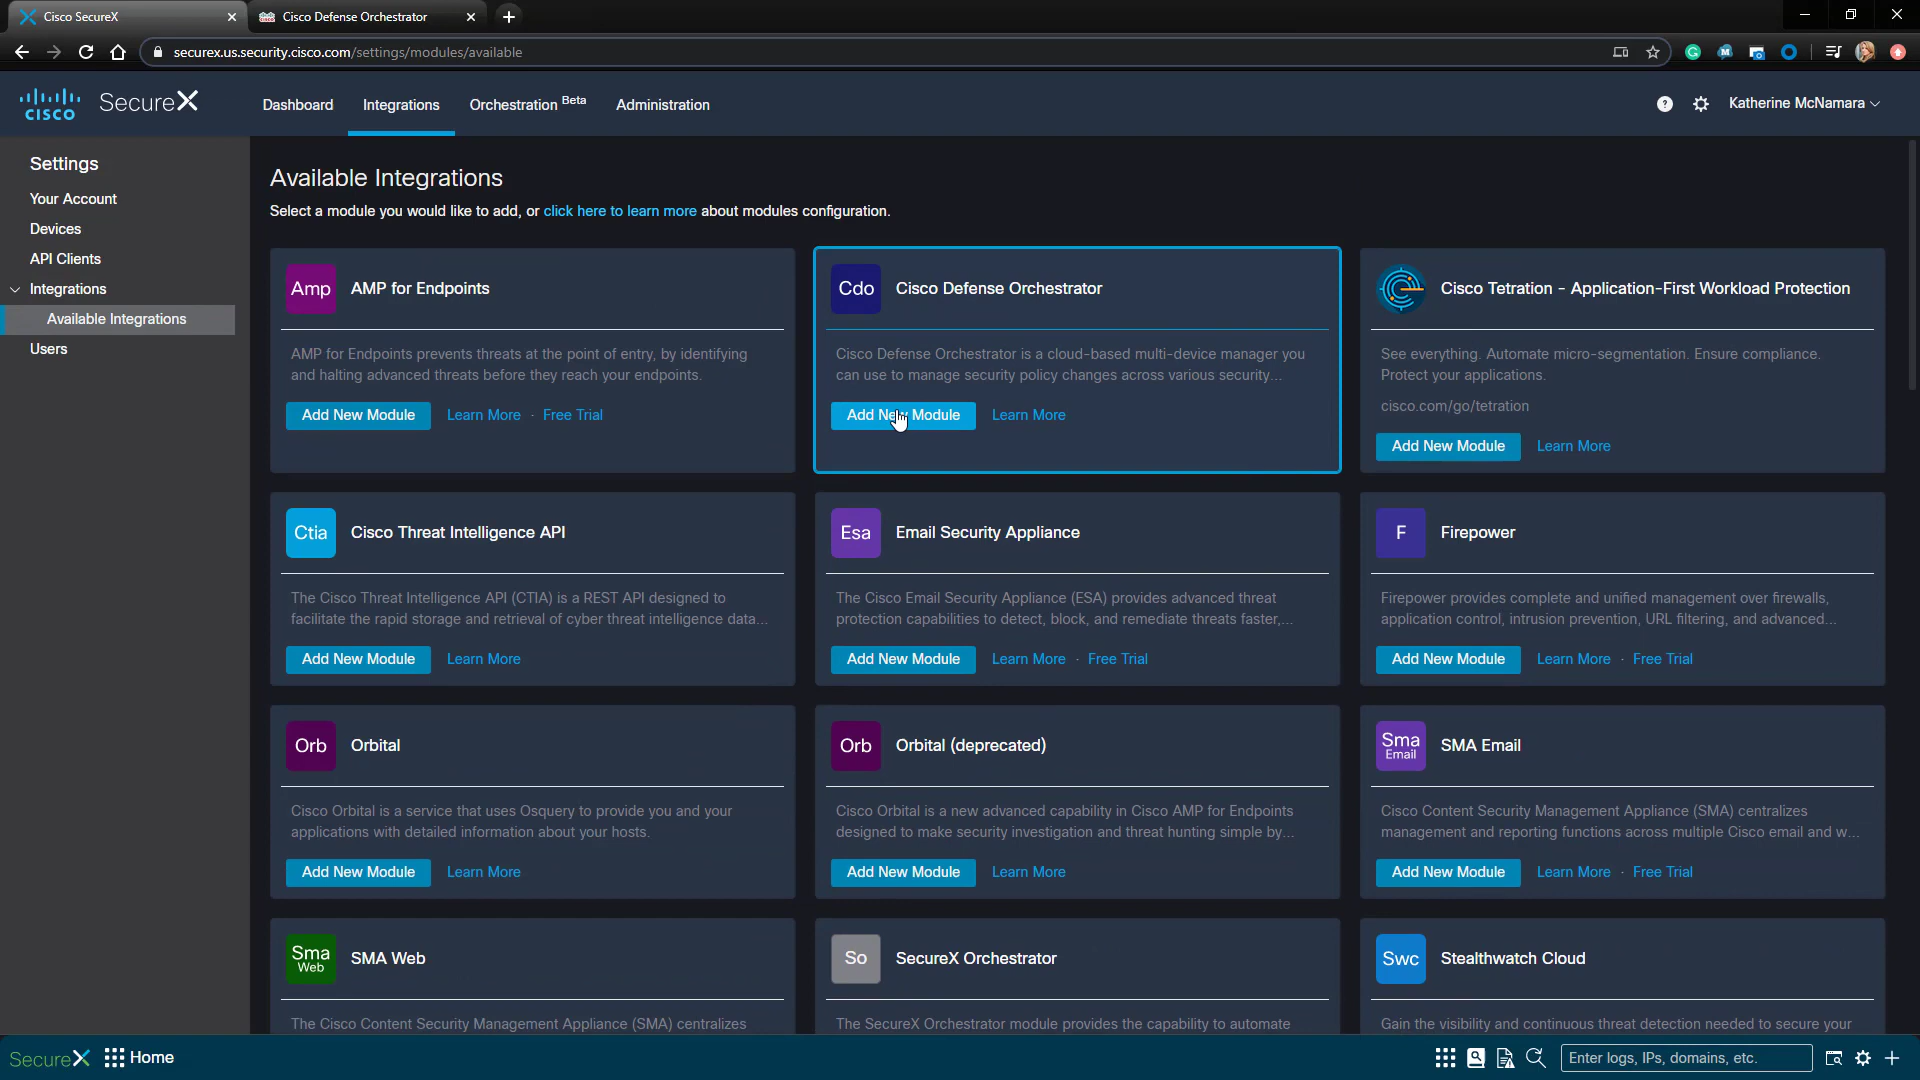 Cisco SecureX
Cisco Defense Orchestrator
securex.us.security.cisco.com/settings/modules/available
CISCO SecureX
Dashboard
Integrations
Orchestration Beta
Administration
?
Katherine McNamara
Settings
Your Account
Devices
API Clients
Integrations
Available Integrations
Users
Available Integrations
Select a module you would like to add, or click here to learn more about modules configuration.
Amp
AMP for Endpoints
AMP for Endpoints prevents threats at the point of entry, by identifying
and halting advanced threats before they reach your endpoints.
Add New Module
Learn More · Free Trial
Cdo
Cisco Defense Orchestrator
Cisco Defense Orchestrator is a cloud-based multi-device manager you
can use to manage security policy changes across various security...
Add New Module
Learn More
Cisco Tetration - Application-First Workload Protection
See everything. Automate micro-segmentation. Ensure compliance.
Protect your applications.
cisco.com/go/tetration
Add New Module
Learn More
Ctia
Cisco Threat Intelligence API
The Cisco Threat Intelligence API (CTIA) is a REST API designed to
facilitate the rapid storage and retrieval of cyber threat intelligence data...
Add New Module
Learn More
Esa
Email Security Appliance
The Cisco Email Security Appliance (ESA) provides advanced threat
protection capabilities to detect, block, and remediate threats faster,...
Add New Module
Learn More · Free Trial
F
Firepower
Firepower provides complete and unified management over firewalls,
application control, intrusion prevention, URL filtering, and advanced...
Add New Module
Learn More · Free Trial
Orb
Orbital
Cisco Orbital is a service that uses Osquery to provide you and your
applications with detailed information about your hosts.
Add New Module
Learn More
Orb
Orbital (deprecated)
Cisco Orbital is a new advanced capability in Cisco AMP for Endpoints
designed to make security investigation and threat hunting simple by...
Add New Module
Learn More
Sma
Email
SMA Email
Cisco Content Security Management Appliance (SMA) centralizes
management and reporting functions across multiple Cisco email and w...
Add New Module
Learn More · Free Trial
Sma
Web
SMA Web
The Cisco Content Security Management Appliance (SMA) centralizes
So
SecureX Orchestrator
The SecureX Orchestrator module provides the capability to automate
Swc
Stealthwatch Cloud
Gain the visibility and continuous threat detection needed to secure your
SecureX
Home
Enter logs, IPs, domains, etc.